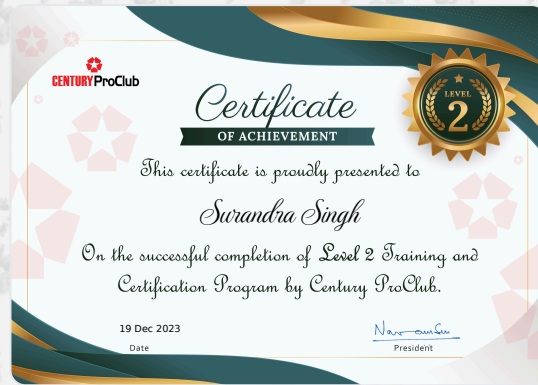 CENTURY ProClub
Certificate
OF ACHIEVEMENT
LEVEL
2
This certificate is proudly presented to
Surandra Singh
On the successful completion of Level 2 Training and
Certification Program by Century ProClub.
19 Dec 2023
Date
President